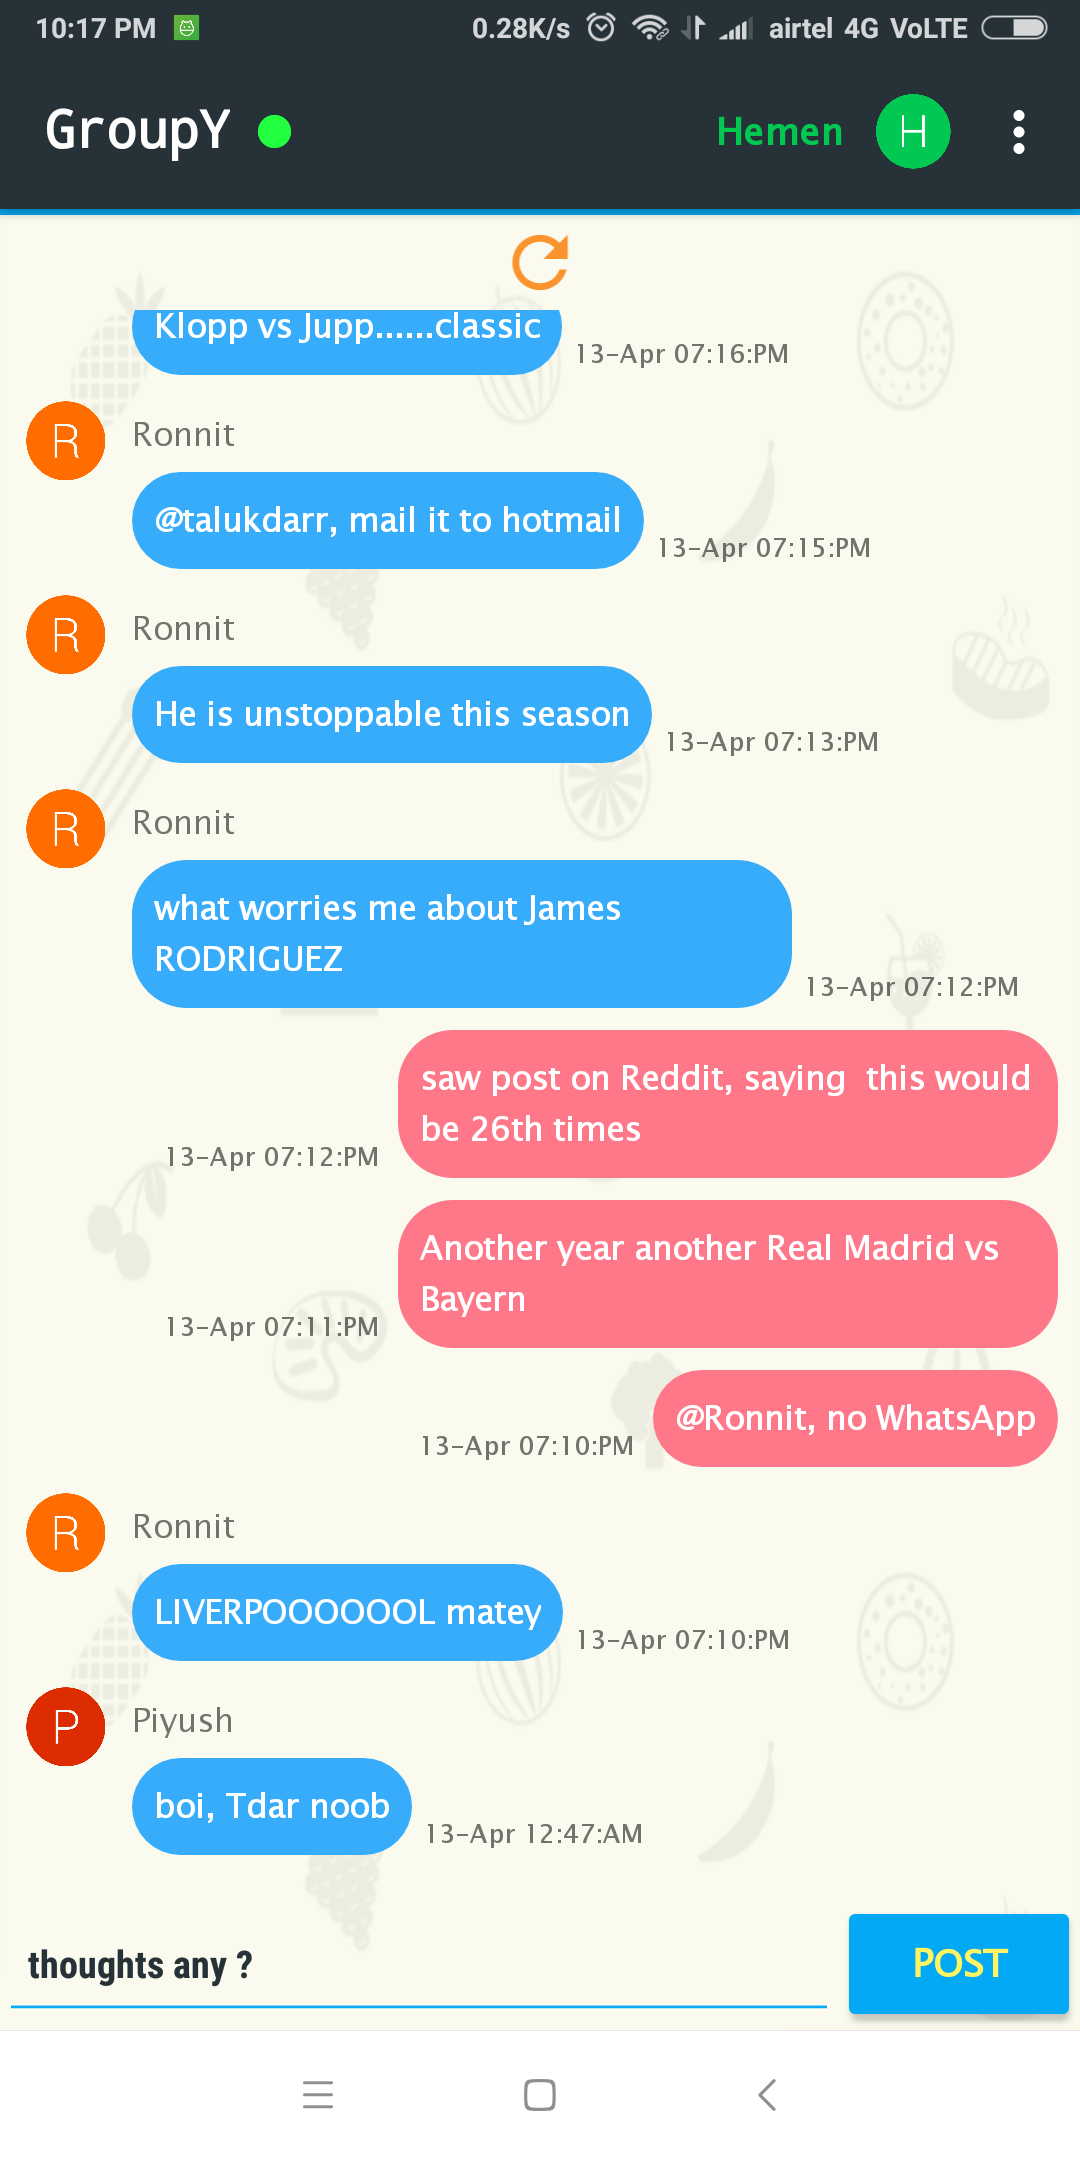 10:17 PM 0.28K/s airtel 4G VoLTE
GroupY Hemen H
Klopp vs Jupp......classic
13-Apr 07:16:PM
R Ronnit
@talukdarr, mail it to hotmail
13-Apr 07:15:PM
R Ronnit
He is unstoppable this season
13-Apr 07:13:PM
R Ronnit
what worries me about James
RODRIGUEZ
13-Apr 07:12:PM
saw post on Reddit, saying  this would
be 26th times
13-Apr 07:12:PM
Another year another Real Madrid vs
Bayern
13-Apr 07:11:PM
@Ronnit, no WhatsApp
13-Apr 07:10:PM
R Ronnit
LIVERPOOOOOOL matey
13-Apr 07:10:PM
P Piyush
boi, Tdar noob
13-Apr 12:47:AM
thoughts any ?
POST